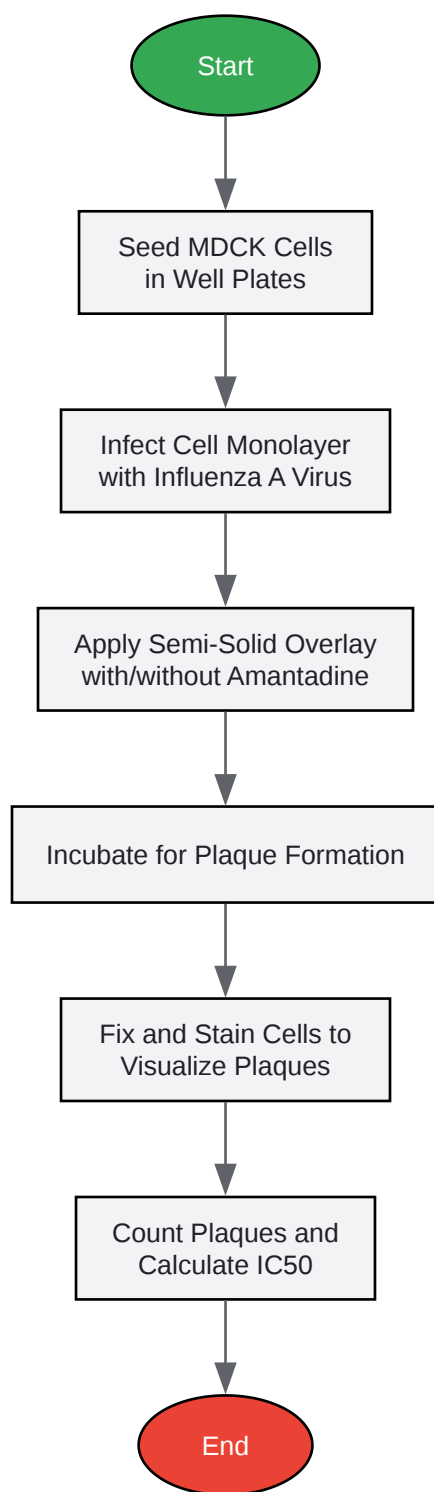 Start
Seed MDCK Cells
in Well Plates
Infect Cell Monolayer
with Influenza A Virus
Apply Semi-Solid Overlay
with/without Amantadine
Incubate for Plaque Formation
Fix and Stain Cells to
Visualize Plaques
Count Plaques and
Calculate IC50
End